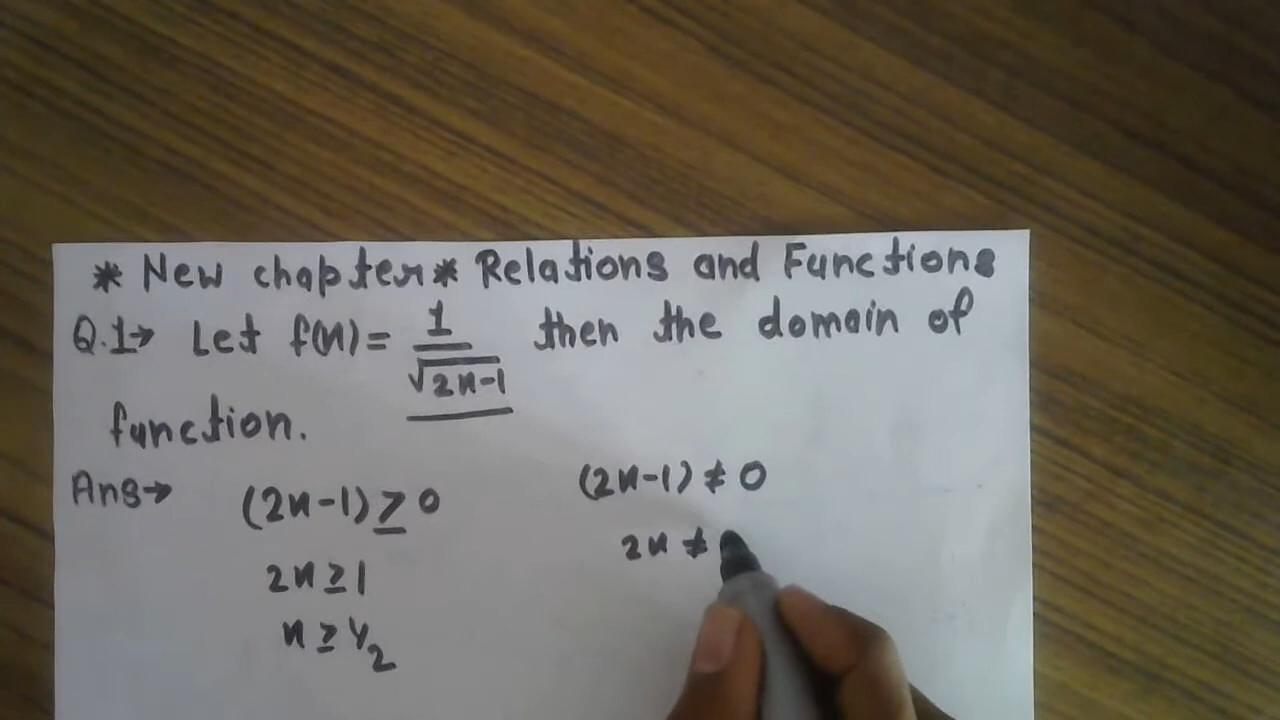 * New chapter * Relations and Functions
Q.1→ Let f(x) = 1/√(2x-1) then the domain of
function.
Ans→ (2x-1) ≥ 0 (2x-1) ≠ 0
2x ≥ 1 2x ≠
x ≥ 1/2